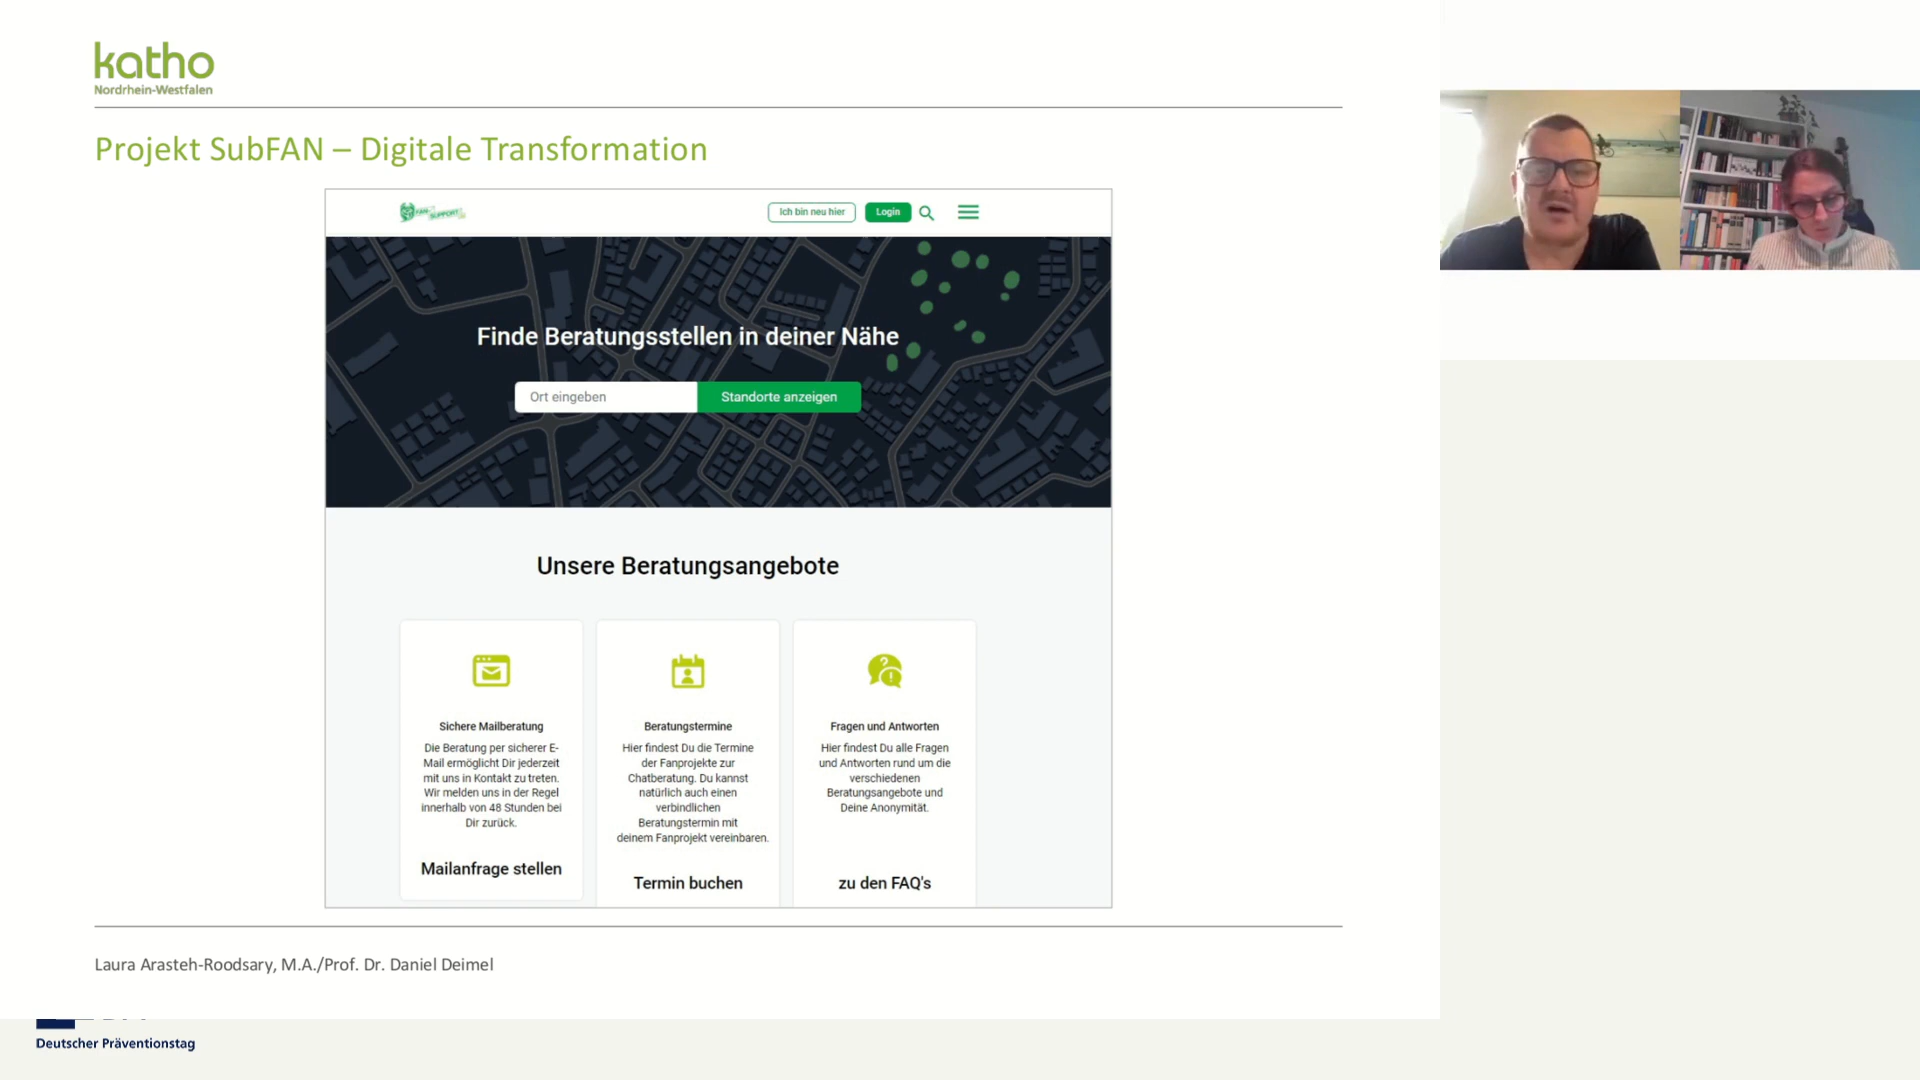 katho
Nordrhein-Westfalen
Projekt SubFAN – Digitale Transformation
FAN-SUPPORT
Ich bin neu hier
Login
Finde Beratungsstellen in deiner Nähe
Ort eingeben
Standorte anzeigen
Unsere Beratungsangebote
Sichere Mailberatung
Die Beratung per sicherer E-
Mail ermöglicht Dir jederzeit
mit uns in Kontakt zu treten.
Wir melden uns in der Regel
innerhalb von 48 Stunden bei
Dir zurück.
Mailanfrage stellen
Beratungstermine
Hier findest Du die Termine
der Fanprojekte zur
Chatberatung. Du kannst
natürlich auch einen
verbindlichen
Beratungstermin mit
deinem Fanprojekt vereinbaren.
Termin buchen
Fragen und Antworten
Hier findest Du alle Fragen
und Antworten rund um die
verschiedenen
Beratungsangebote und
Deine Anonymität.
zu den FAQ's
Laura Arasteh-Roodsary, M.A./Prof. Dr. Daniel Deimel
Deutscher Präventionstag